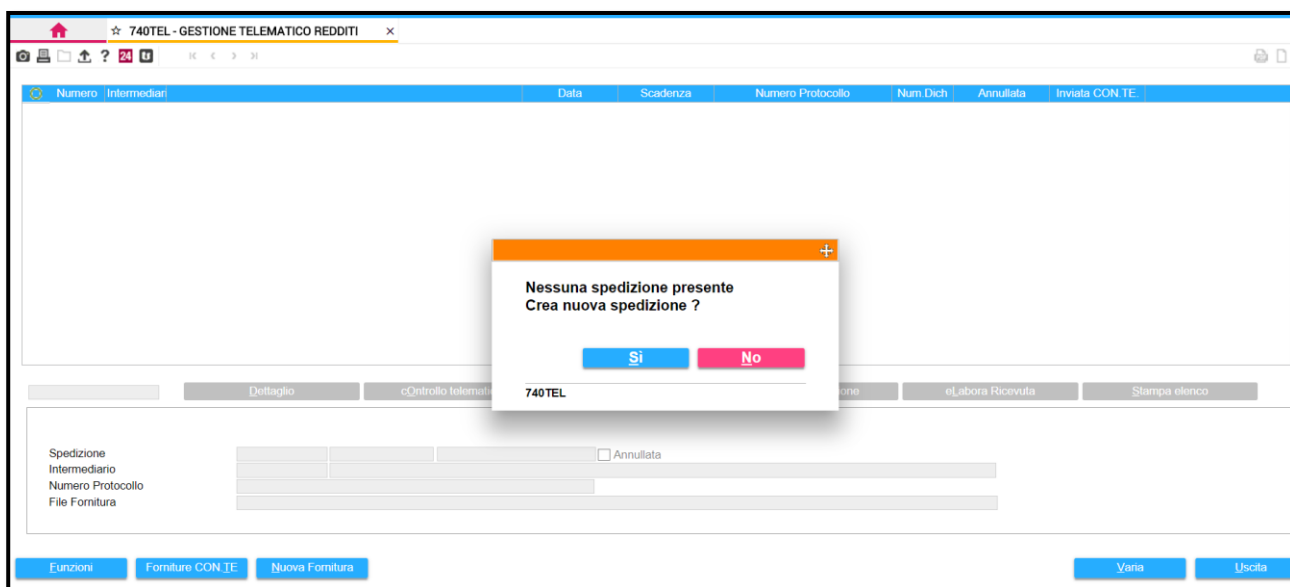 740TEL - GESTIONE TELEMATICO REDDITI
? 24
Numero Intermediari Data Scadenza Numero Protocollo Num.Dich Annullata Inviata CON.TE.
Nessuna spedizione presente
Crea nuova spedizione ?
Sì No
740TEL
Dettaglio cOntrollo telemati one eLabora Ricevuta Stampa elenco
Spedizione Annullata
Intermediario
Numero Protocollo
File Fornitura
Funzioni Forniture CON.TE Nuova Fornitura Varia Uscita